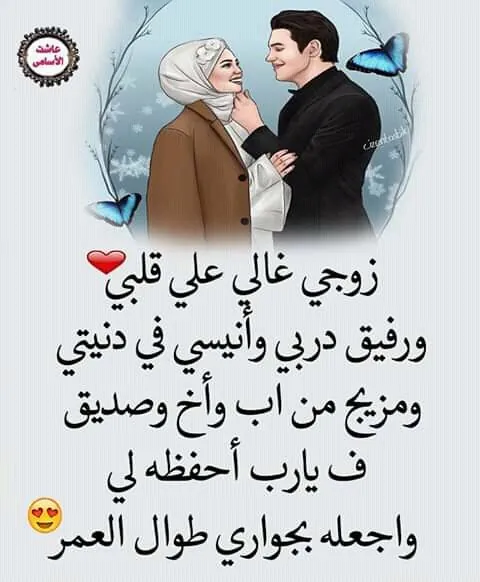 عاشت
الأسامي
زوجي غالي علي قلبي❤
ورفيق دربي وأنيسي في دنيتي
ومزيج من اب وأخ وصديق
ف يارب أحفظه لي
واجعله بجواري طوال العمر😍